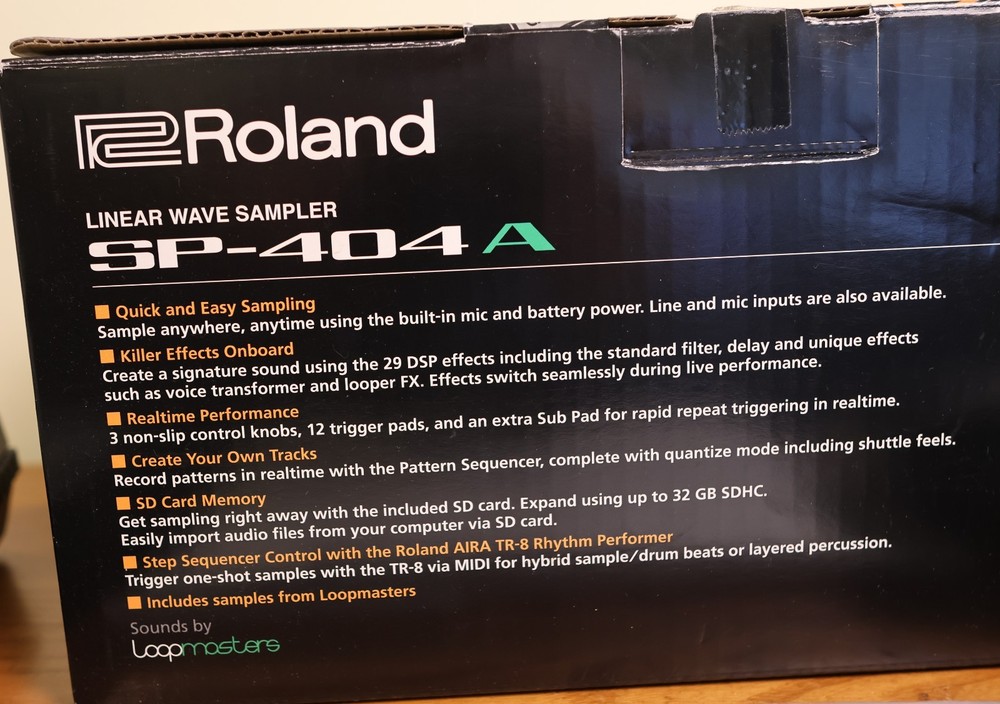 Roland
LINEAR WAVE SAMPLER
SP-404 A
Quick and Easy Sampling
Sample anywhere, anytime using the built-in mic and battery power. Line and mic inputs are also available.
Killer Effects Onboard
Create a signature sound using the 29 DSP effects including the standard filter, delay and unique effects
such as voice transformer and looper FX. Effects switch seamlessly during live performance.
Realtime Performance
3 non-slip control knobs, 12 trigger pads, and an extra Sub Pad for rapid repeat triggering in realtime.
Create Your Own Tracks
Record patterns in realtime with the Pattern Sequencer, complete with quantize mode including shuttle feels.
SD Card Memory
Get sampling right away with the included SD card. Expand using up to 32 GB SDHC.
Easily import audio files from your computer via SD card.
Step Sequencer Control with the Roland AIRA TR-8 Rhythm Performer
Trigger one-shot samples with the TR-8 via MIDI for hybrid sample/drum beats or layered percussion.
Includes samples from Loopmasters
Sounds by
Loopmasters